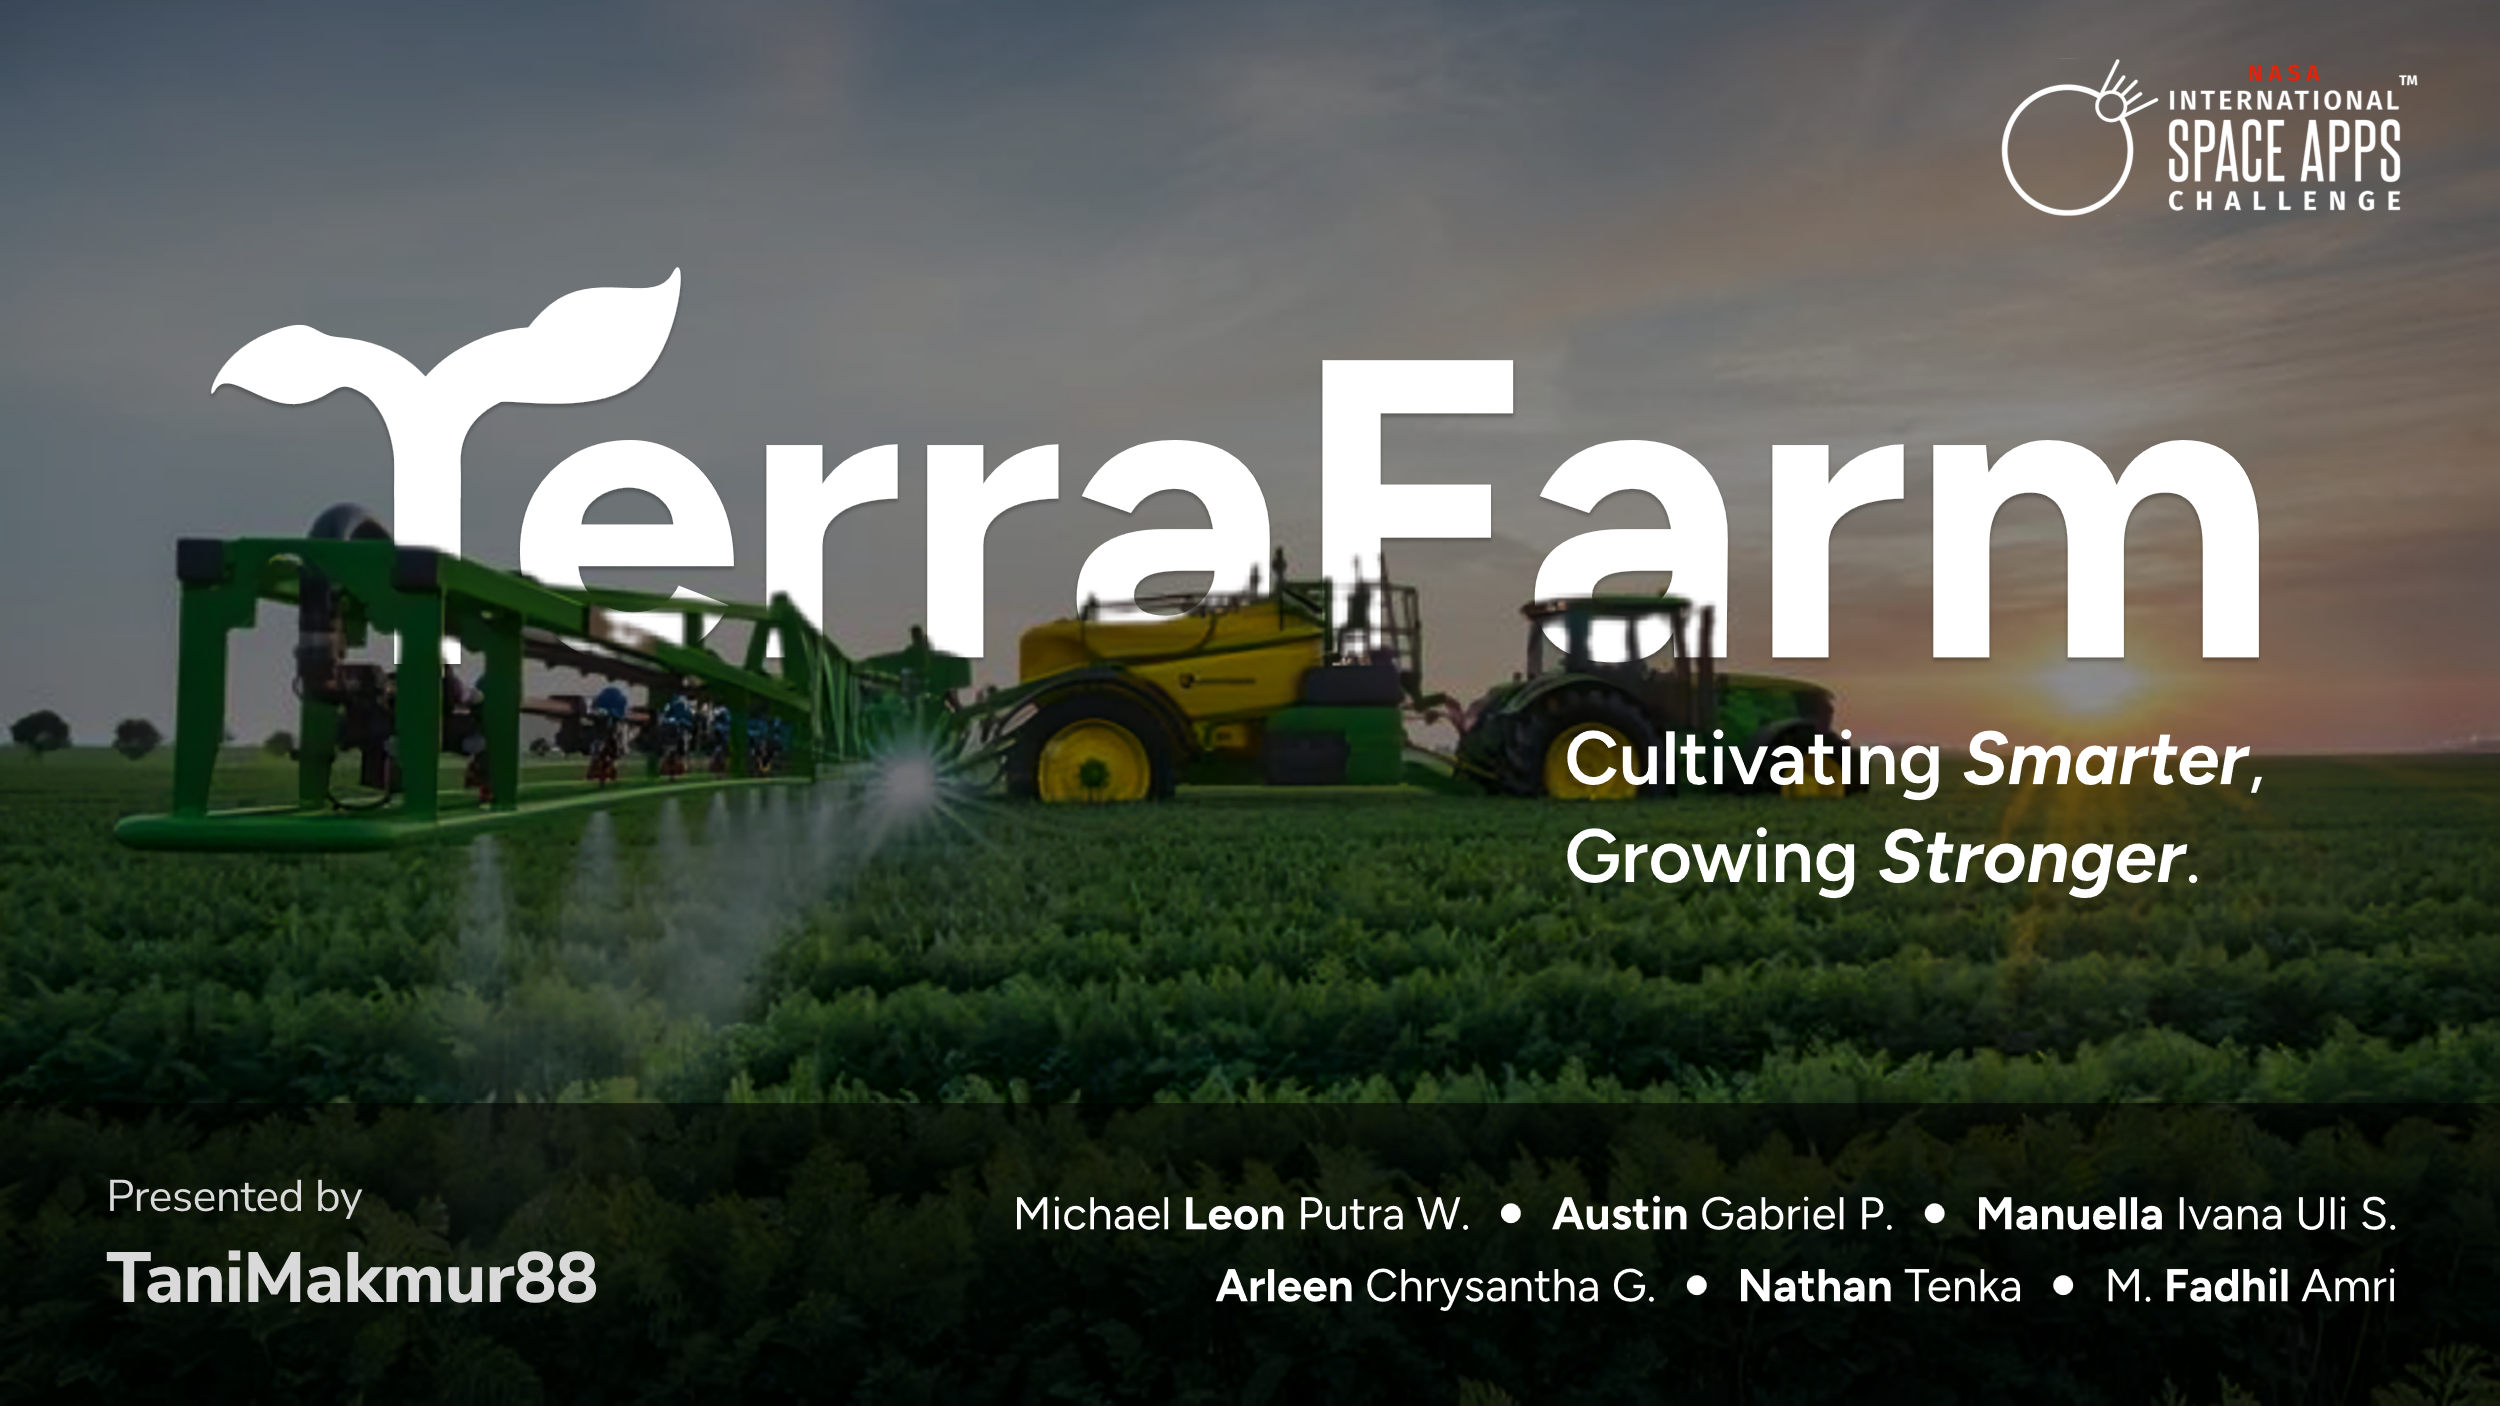 NASA
INTERNATIONAL™
SPACE APPS
CHALLENGE
TerraFarm
Cultivating Smarter,
Growing Stronger.
Presented by
TaniMakmur88
Michael Leon Putra W. ● Austin Gabriel P. ● Manuella Ivana Uli S.
Arleen Chrysantha G. ● Nathan Tenka ● M. Fadhil Amri